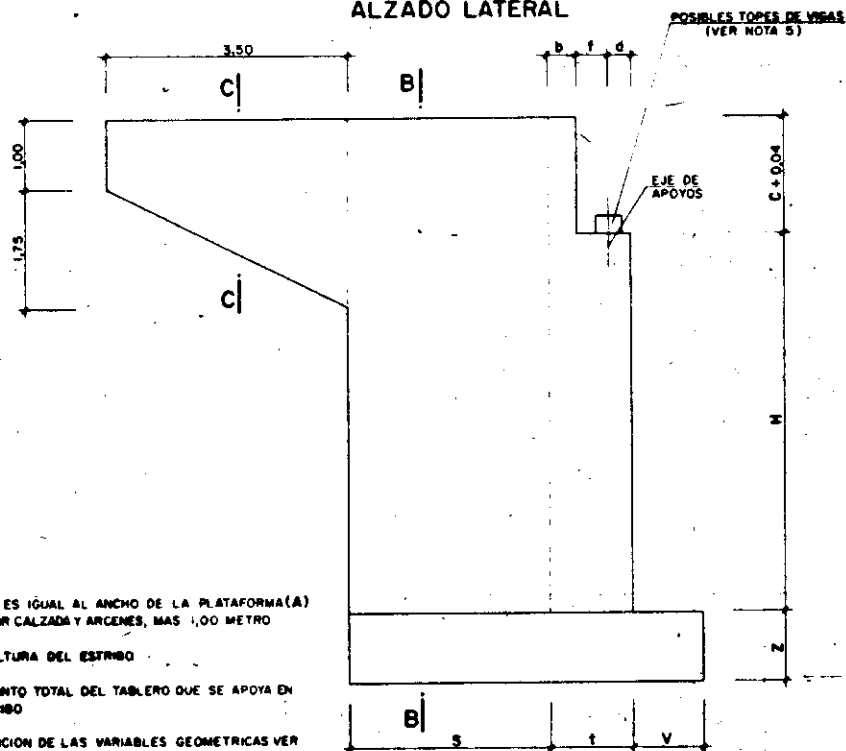 ALZADO LATERAL
POSIBLES TOPES DE VIGAS
(VER NOTA 5)
3,50
b f d
C B
1,00
C + 0,04
EJE DE
APOYOS
1,75
C
H
ES IGUAL AL ANCHO DE LA PLATAFORMA (A)
CALZADA Y ARCENES, MAS 1,00 METRO
DEL ESTRIBO
TOTAL DEL TABLERO QUE SE APOYA EN
DE LAS VARIABLES GEOMETRICAS VER
Z
B
S t V